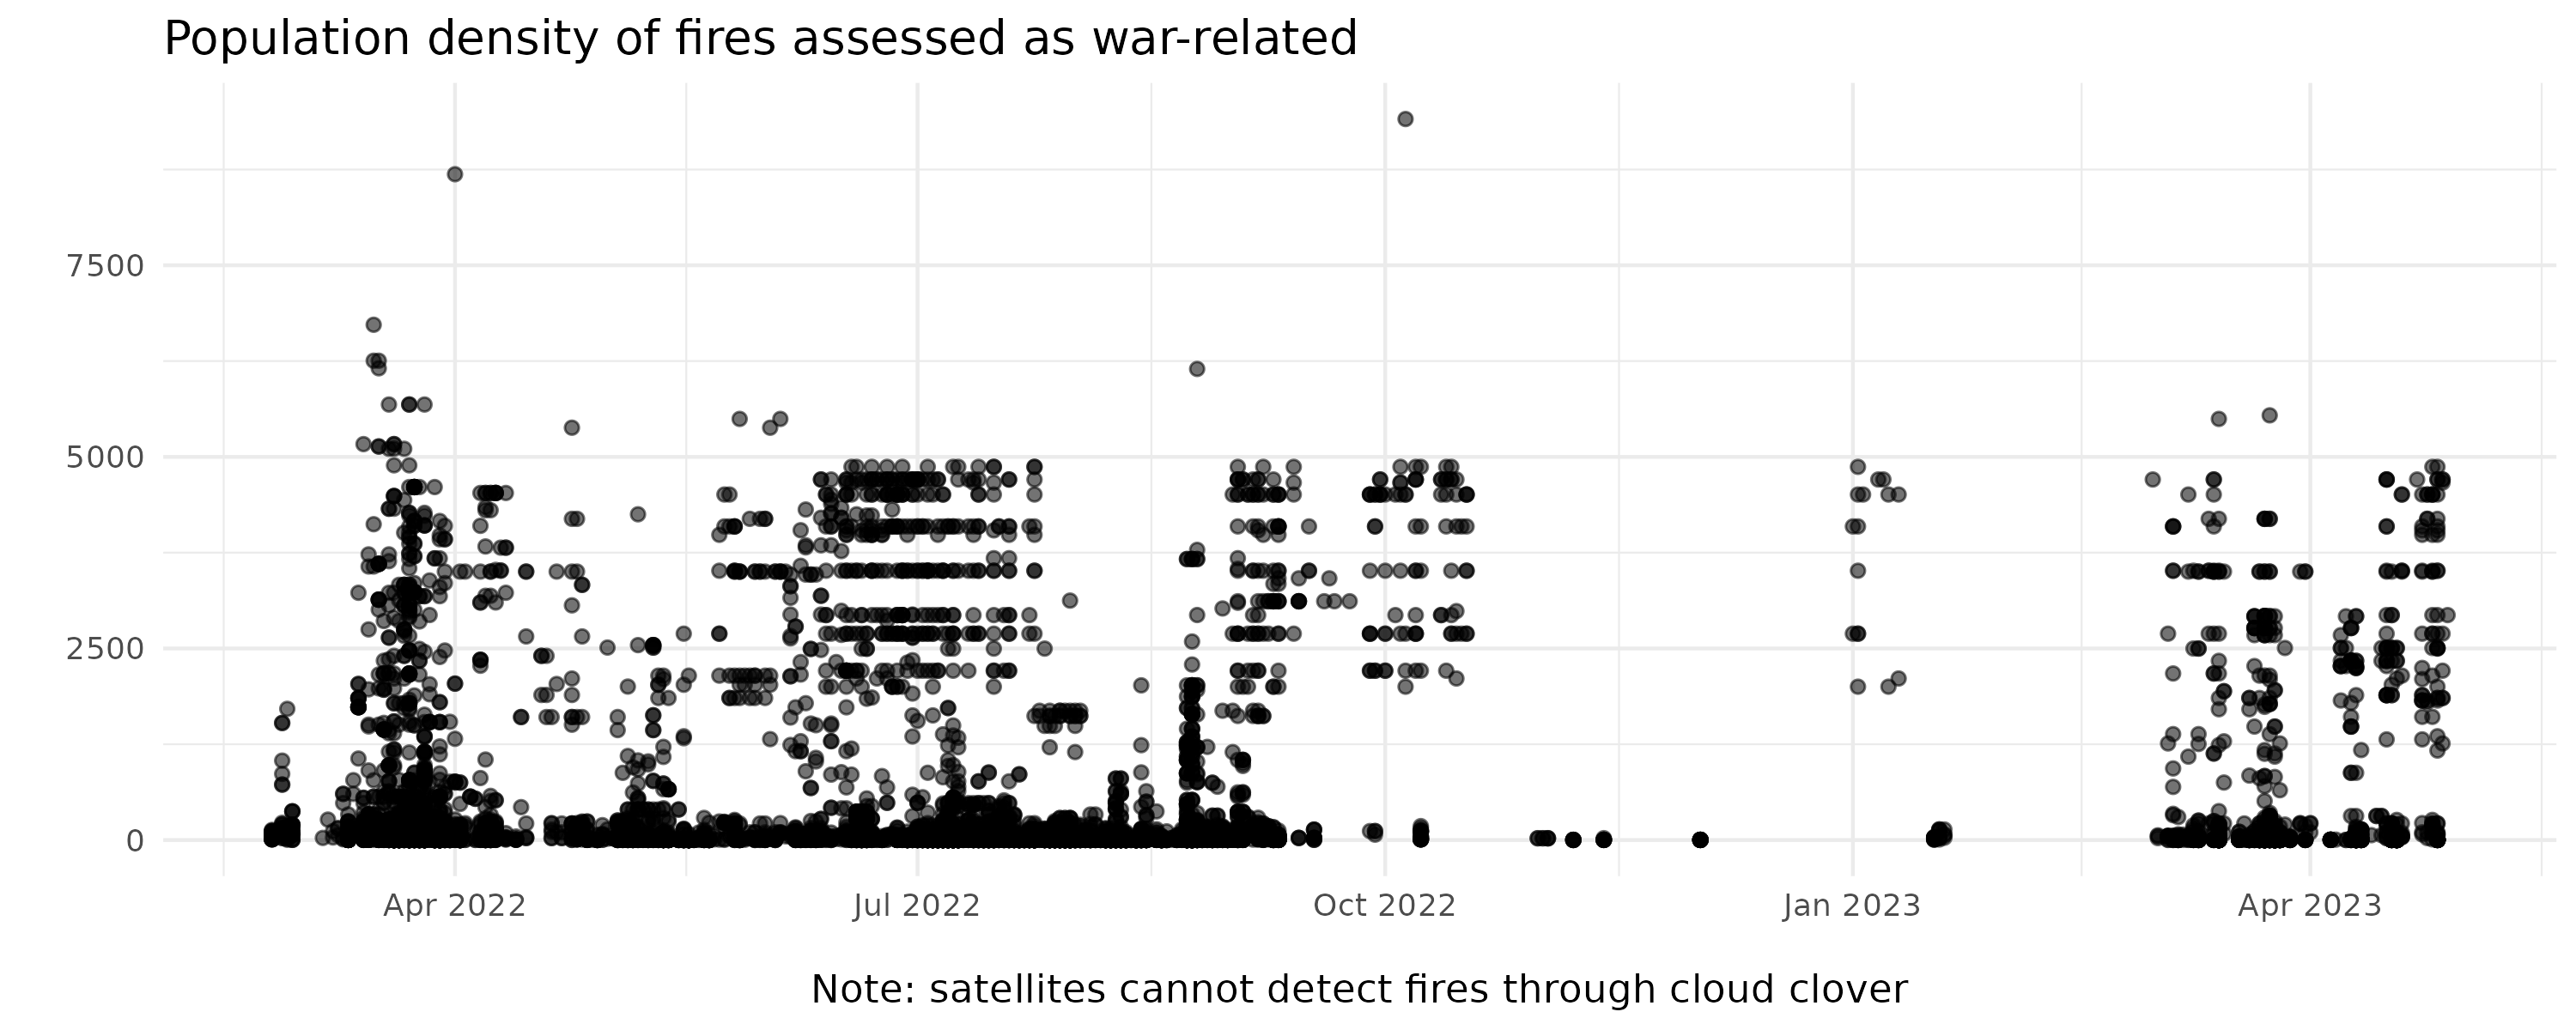 Population density of fires assessed as war-related
7500
5000
2500
0
Apr 2022
Jul 2022
Oct 2022
Jan 2023
Apr 2023
Note: satellites cannot detect fires through cloud clover